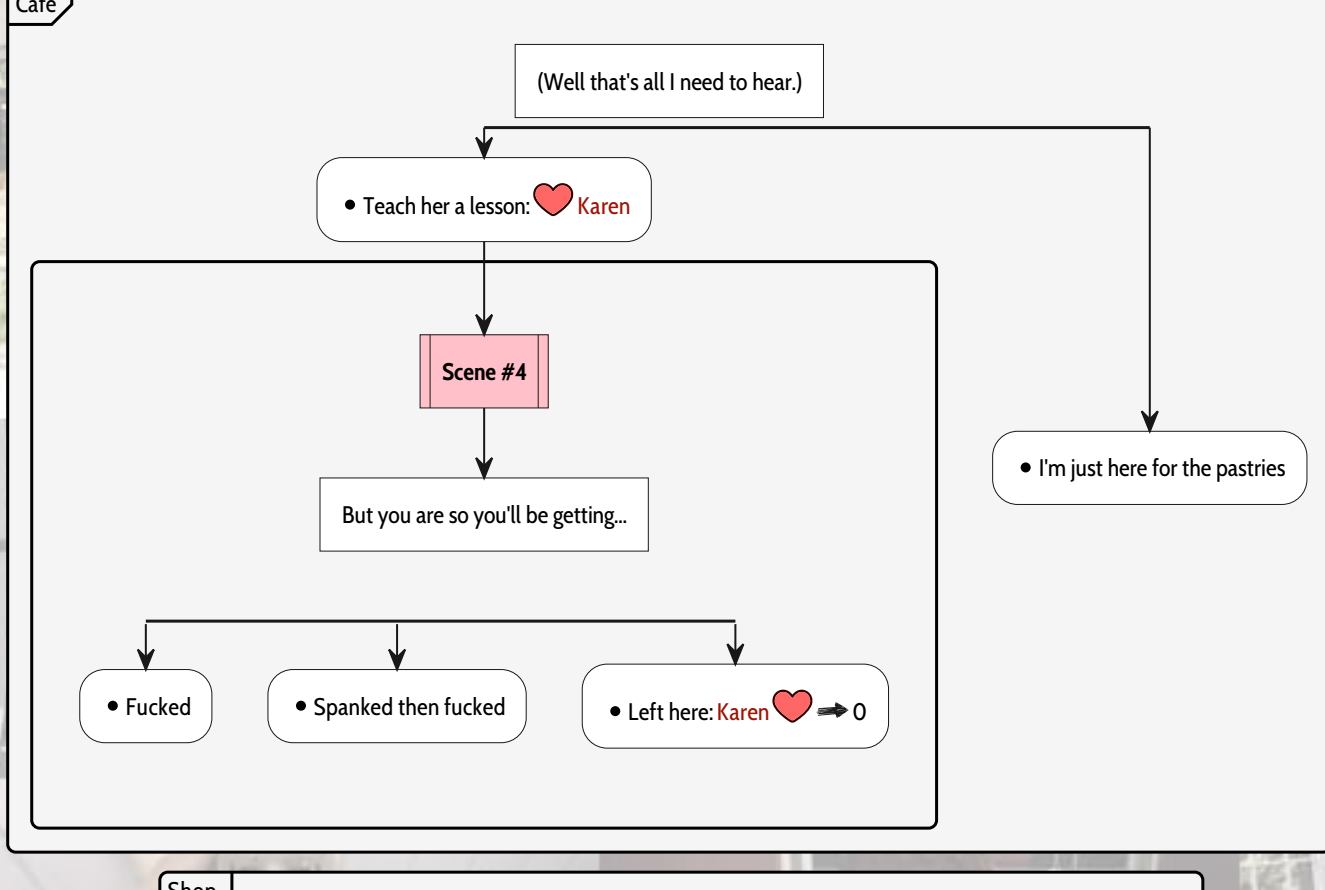 Cafe
(Well that's all I need to hear.)
• Teach her a lesson: Karen
Scene #4
But you are so you'll be getting...
• I'm just here for the pastries
• Fucked
• Spanked then fucked
• Left here: Karen 0
Shop